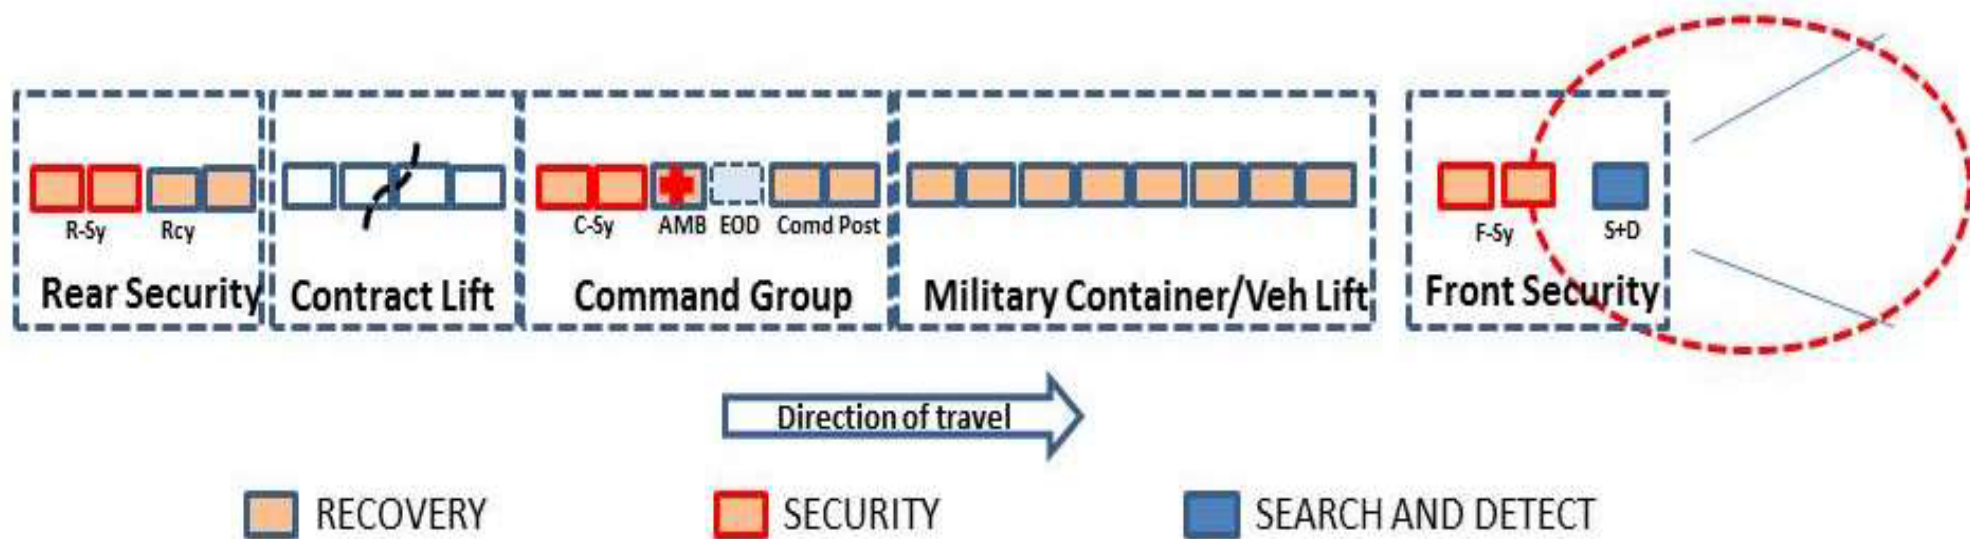 R-Sy Rcy C-Sy AMB EOD Comd Post F-Sy S+D
Rear Security Contract Lift Command Group Military Container/Veh Lift Front Security
Direction of travel
RECOVERY SECURITY SEARCH AND DETECT